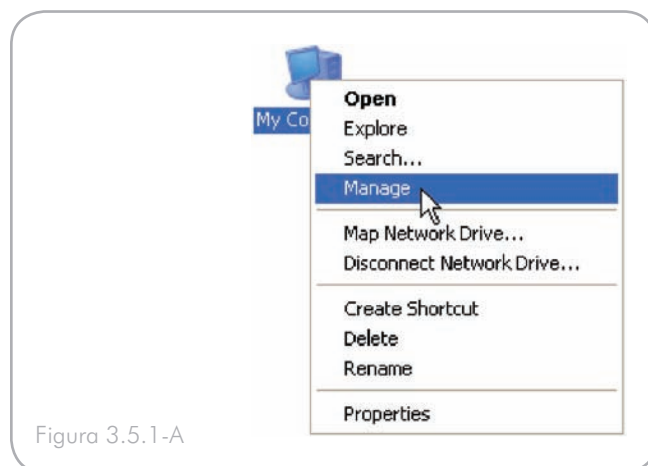 My Co
Open
Explore
Search...
Manage
Map Network Drive...
Disconnect Network Drive...
Create Shortcut
Delete
Rename
Properties
Figura 3.5.1-A